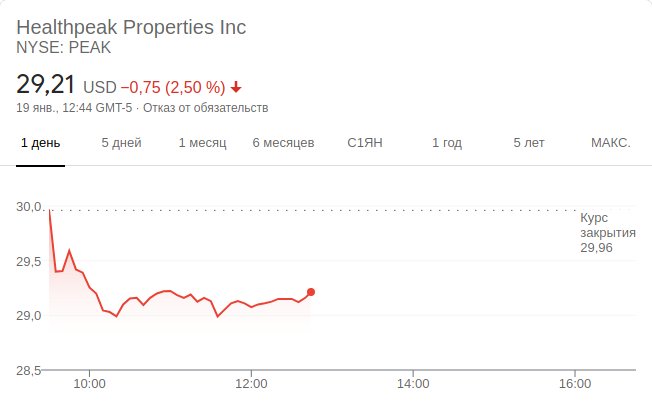 Healthpeak Properties Inc
NYSE: PEAK
29,21 USD −0,75 (2,50 %)
19 янв., 12:44 GMT-5 · Отказ от обязательств
1 день 5 дней 1 месяц 6 месяцев С1ЯН 1 год 5 лет МАКС.
30,0
Курс
закрытия
29,96
29,5
29,0
28,5
10:00 12:00 14:00 16:00